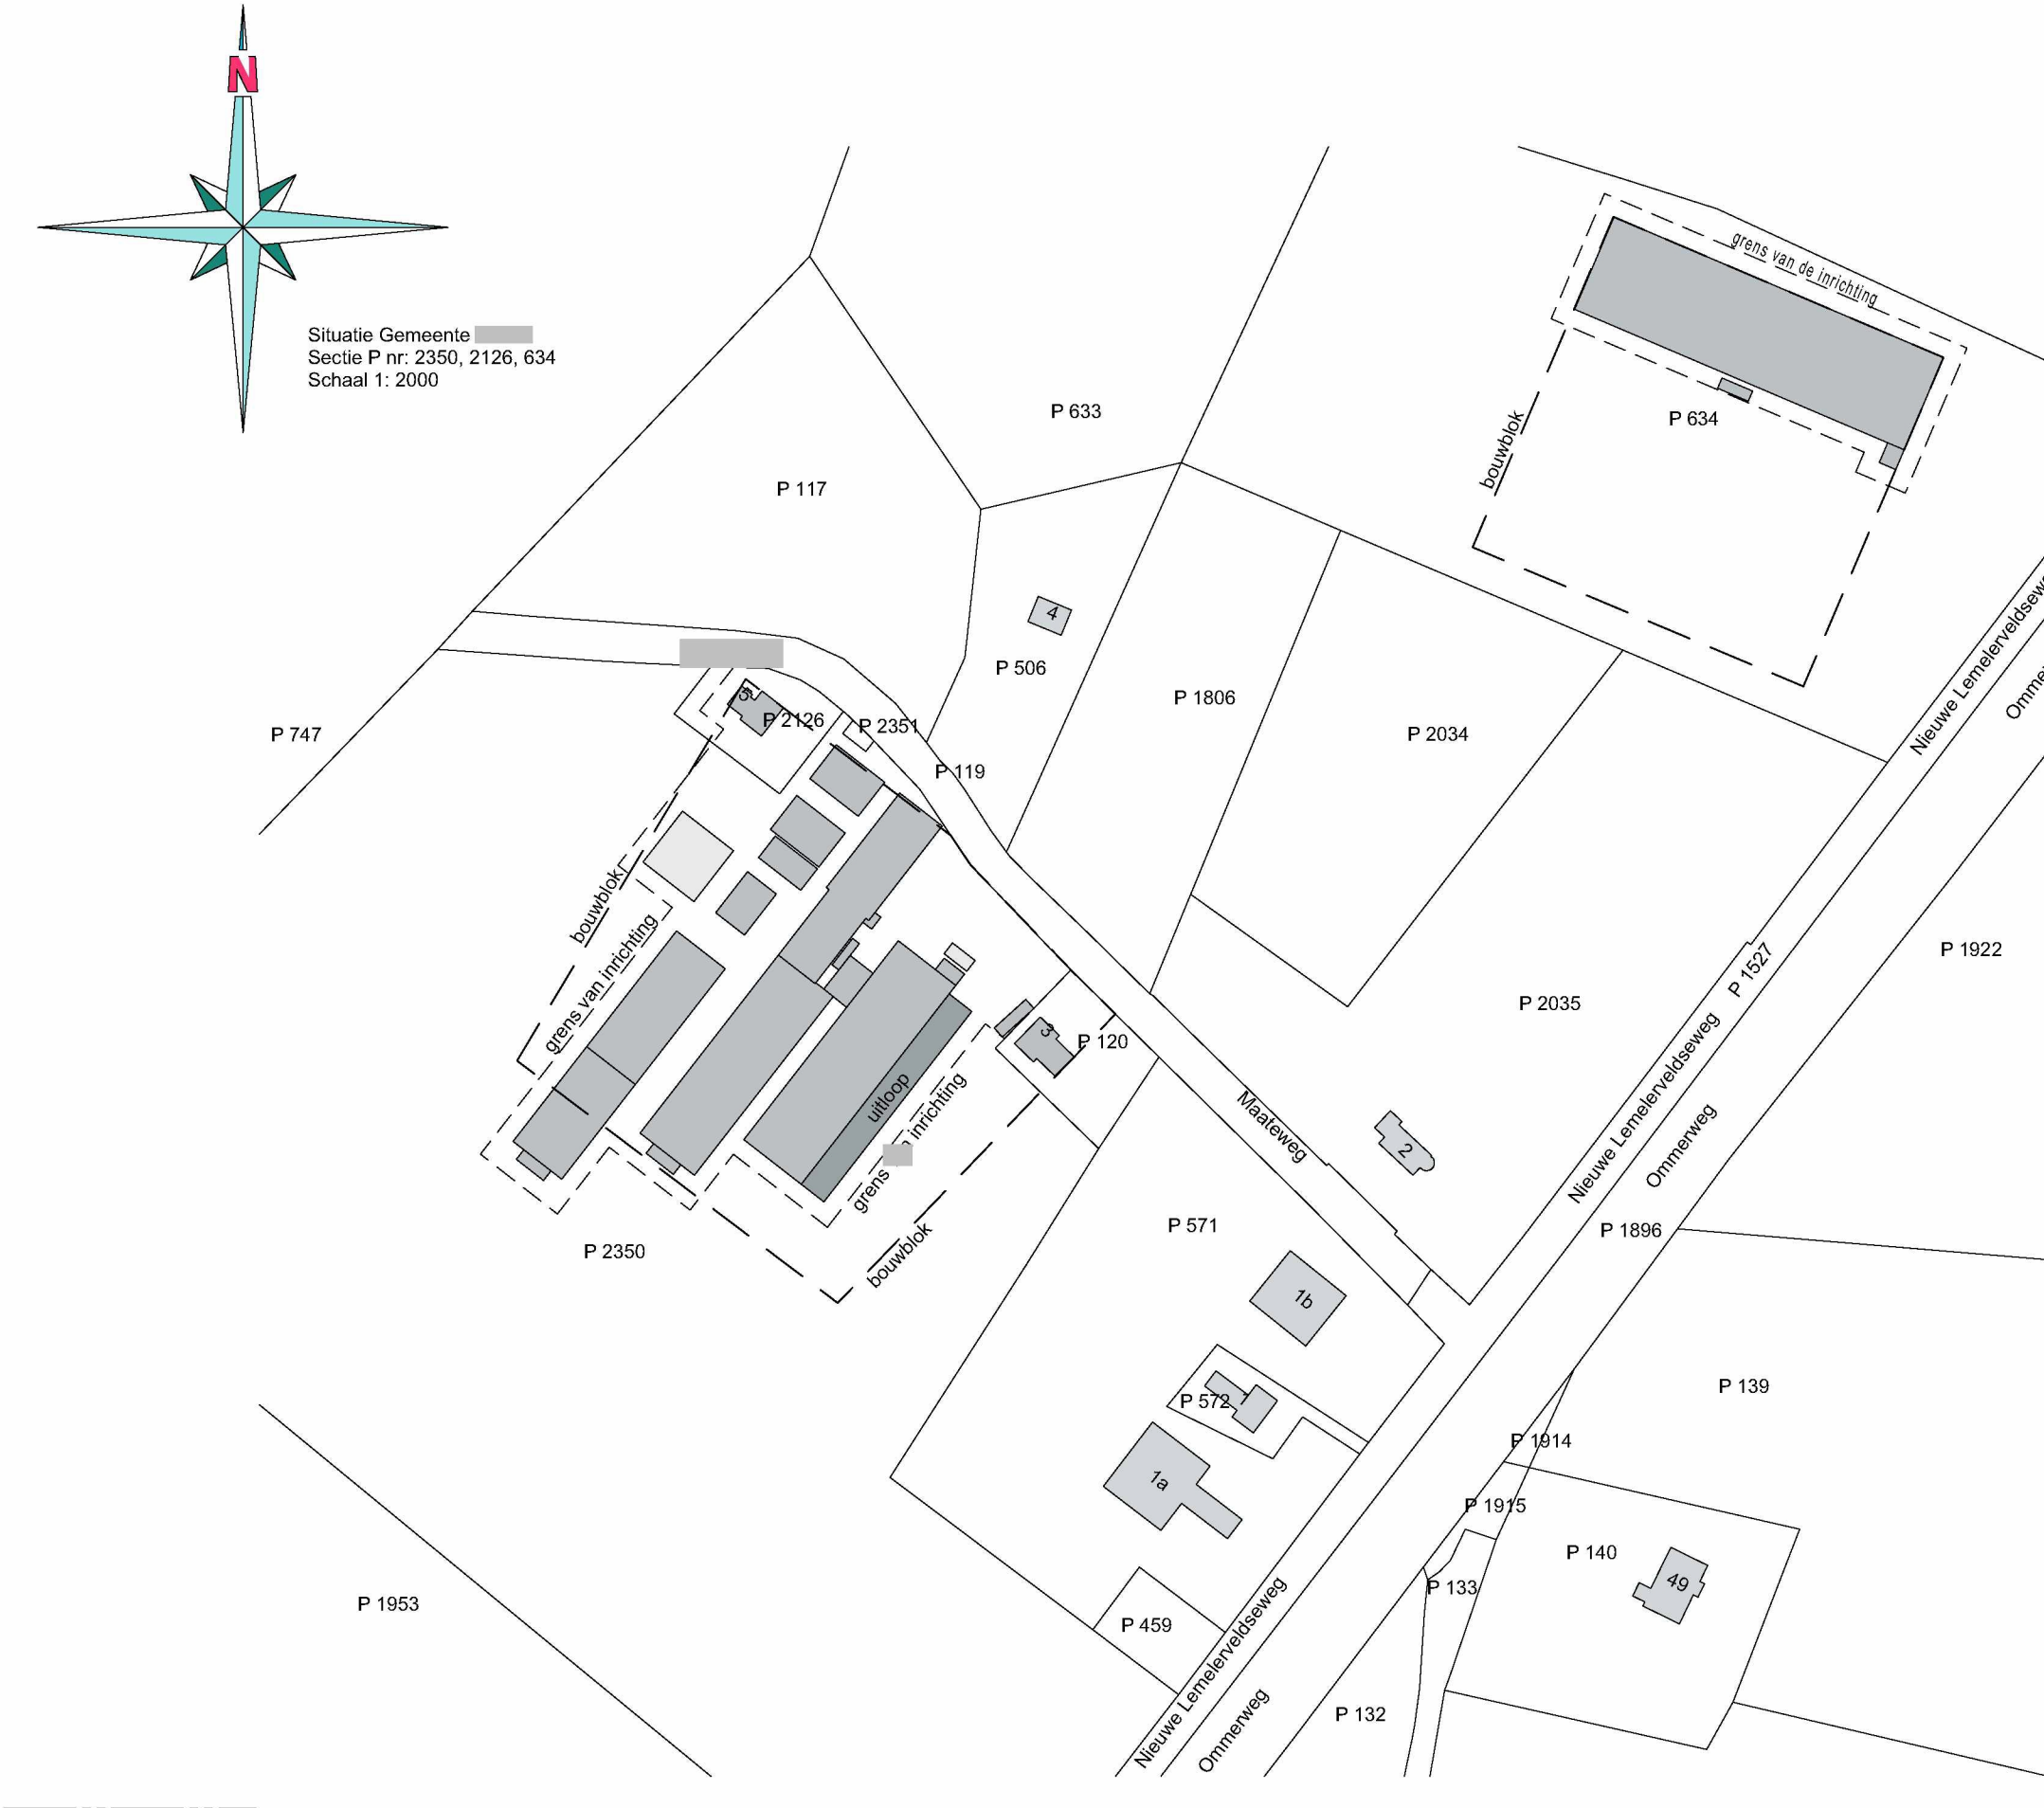 N
Situatie Gemeente
Sectie P nr: 2350, 2126, 634
Schaal 1: 2000
grens van de inrichting
P 633
P 634
bouwblok
P 117
4
P 506
P 1806
P 2034
Nieuwe Lemelerveldseweg
P 747
5
P 2126
P 2351
P 119
bouwblok
grens van inrichting
P 1922
P 1527
P 2035
3
P 120
uitloop
grens
inrichting
Maateweg
2
Nieuwe Lemelerveldseweg
Ommerweg
P 571
P 1896
P 2350
bouwblok
1b
P 572
1
P 139
P 1914
1a
P 1915
P 140
49
P 133
P 1953
P 459
Nieuwe Lemelerveldseweg
Ommerweg
P 132